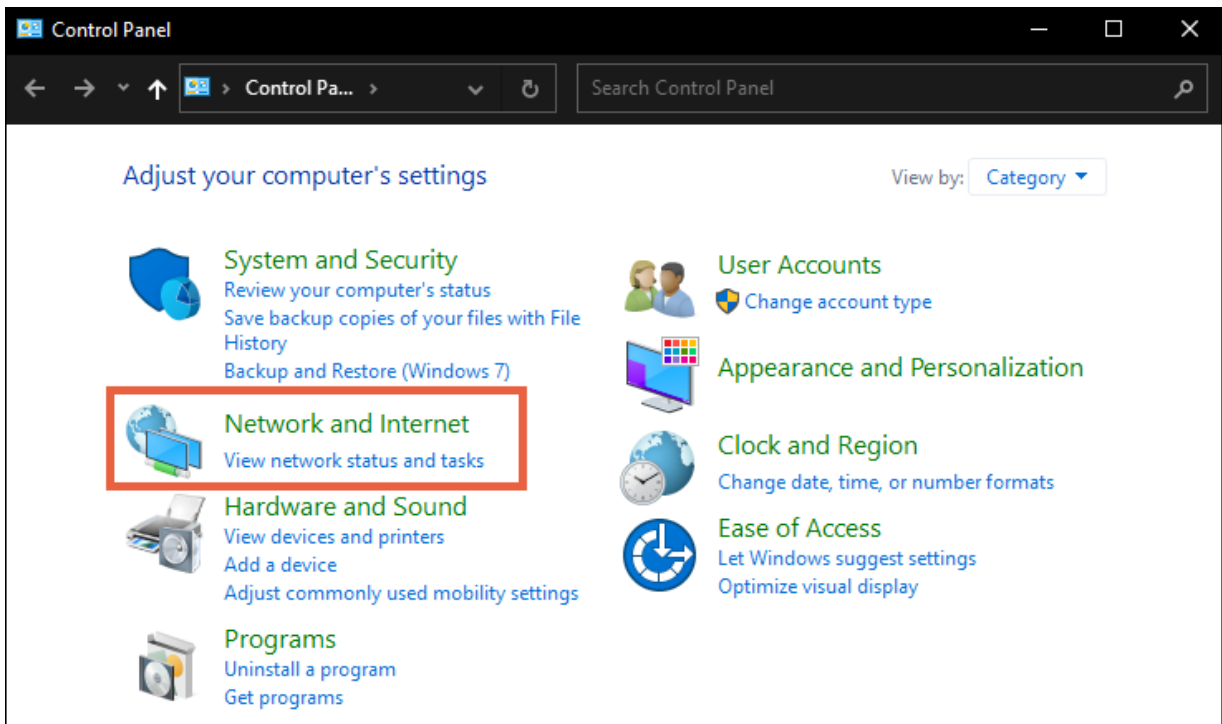 Control Panel
Control Pa...
Search Control Panel
Adjust your computer's settings
View by: Category
System and Security
Review your computer's status
Save backup copies of your files with File
History
Backup and Restore (Windows 7)
Network and Internet
View network status and tasks
Hardware and Sound
View devices and printers
Add a device
Adjust commonly used mobility settings
Programs
Uninstall a program
Get programs
User Accounts
Change account type
Appearance and Personalization
Clock and Region
Change date, time, or number formats
Ease of Access
Let Windows suggest settings
Optimize visual display